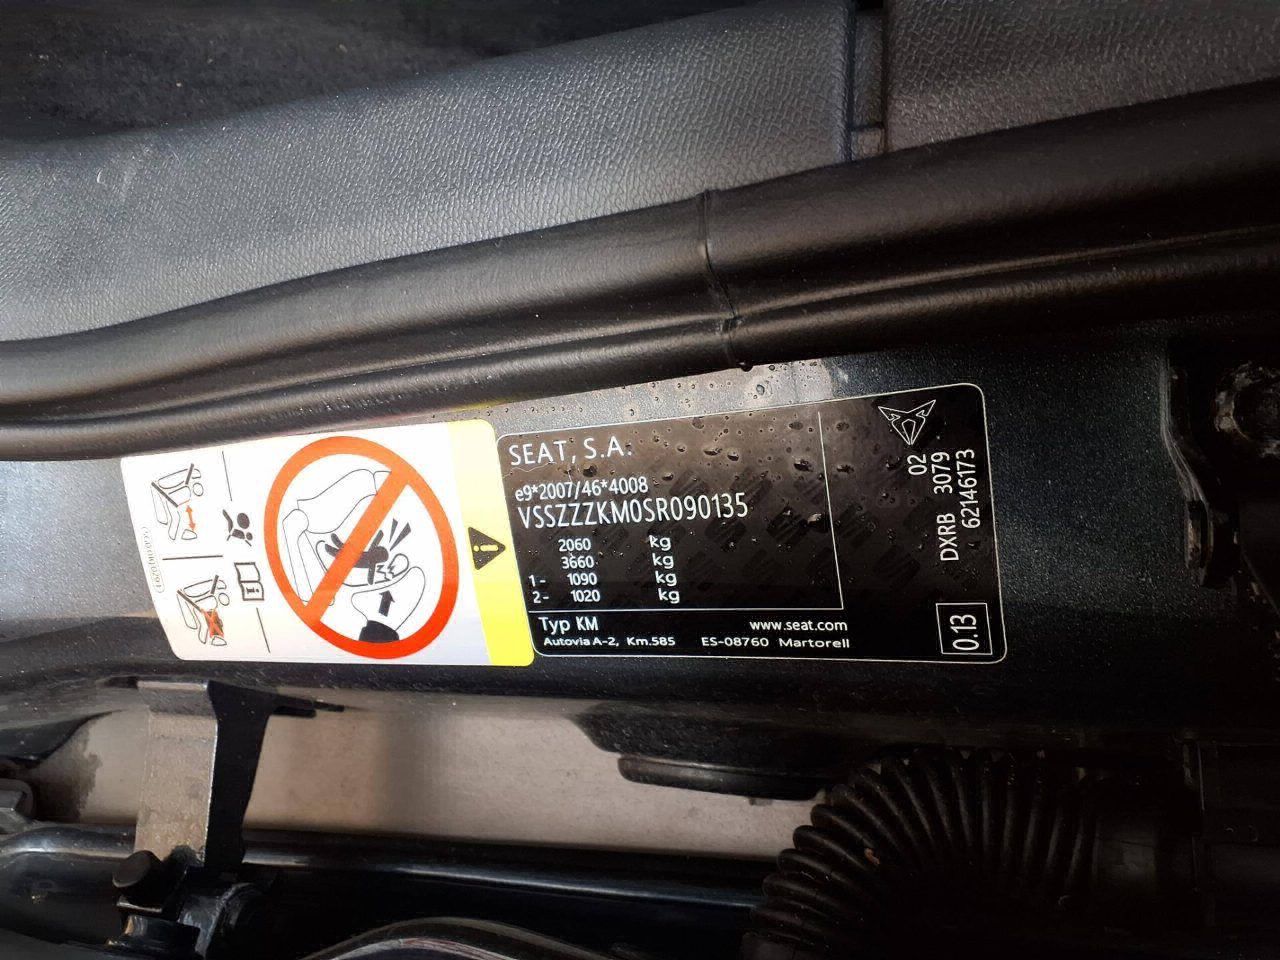 SEAT, S.A.
e9*2007/46*4008
VSSZZZKM0SR090135
2060 kg
3660 kg
1- 1090 kg
2- 1020 kg
Typ KM www.seat.com
Autovia A-2, Km.585 ES-08760 Martorell
02
DXRB 3079
62146173
0.13